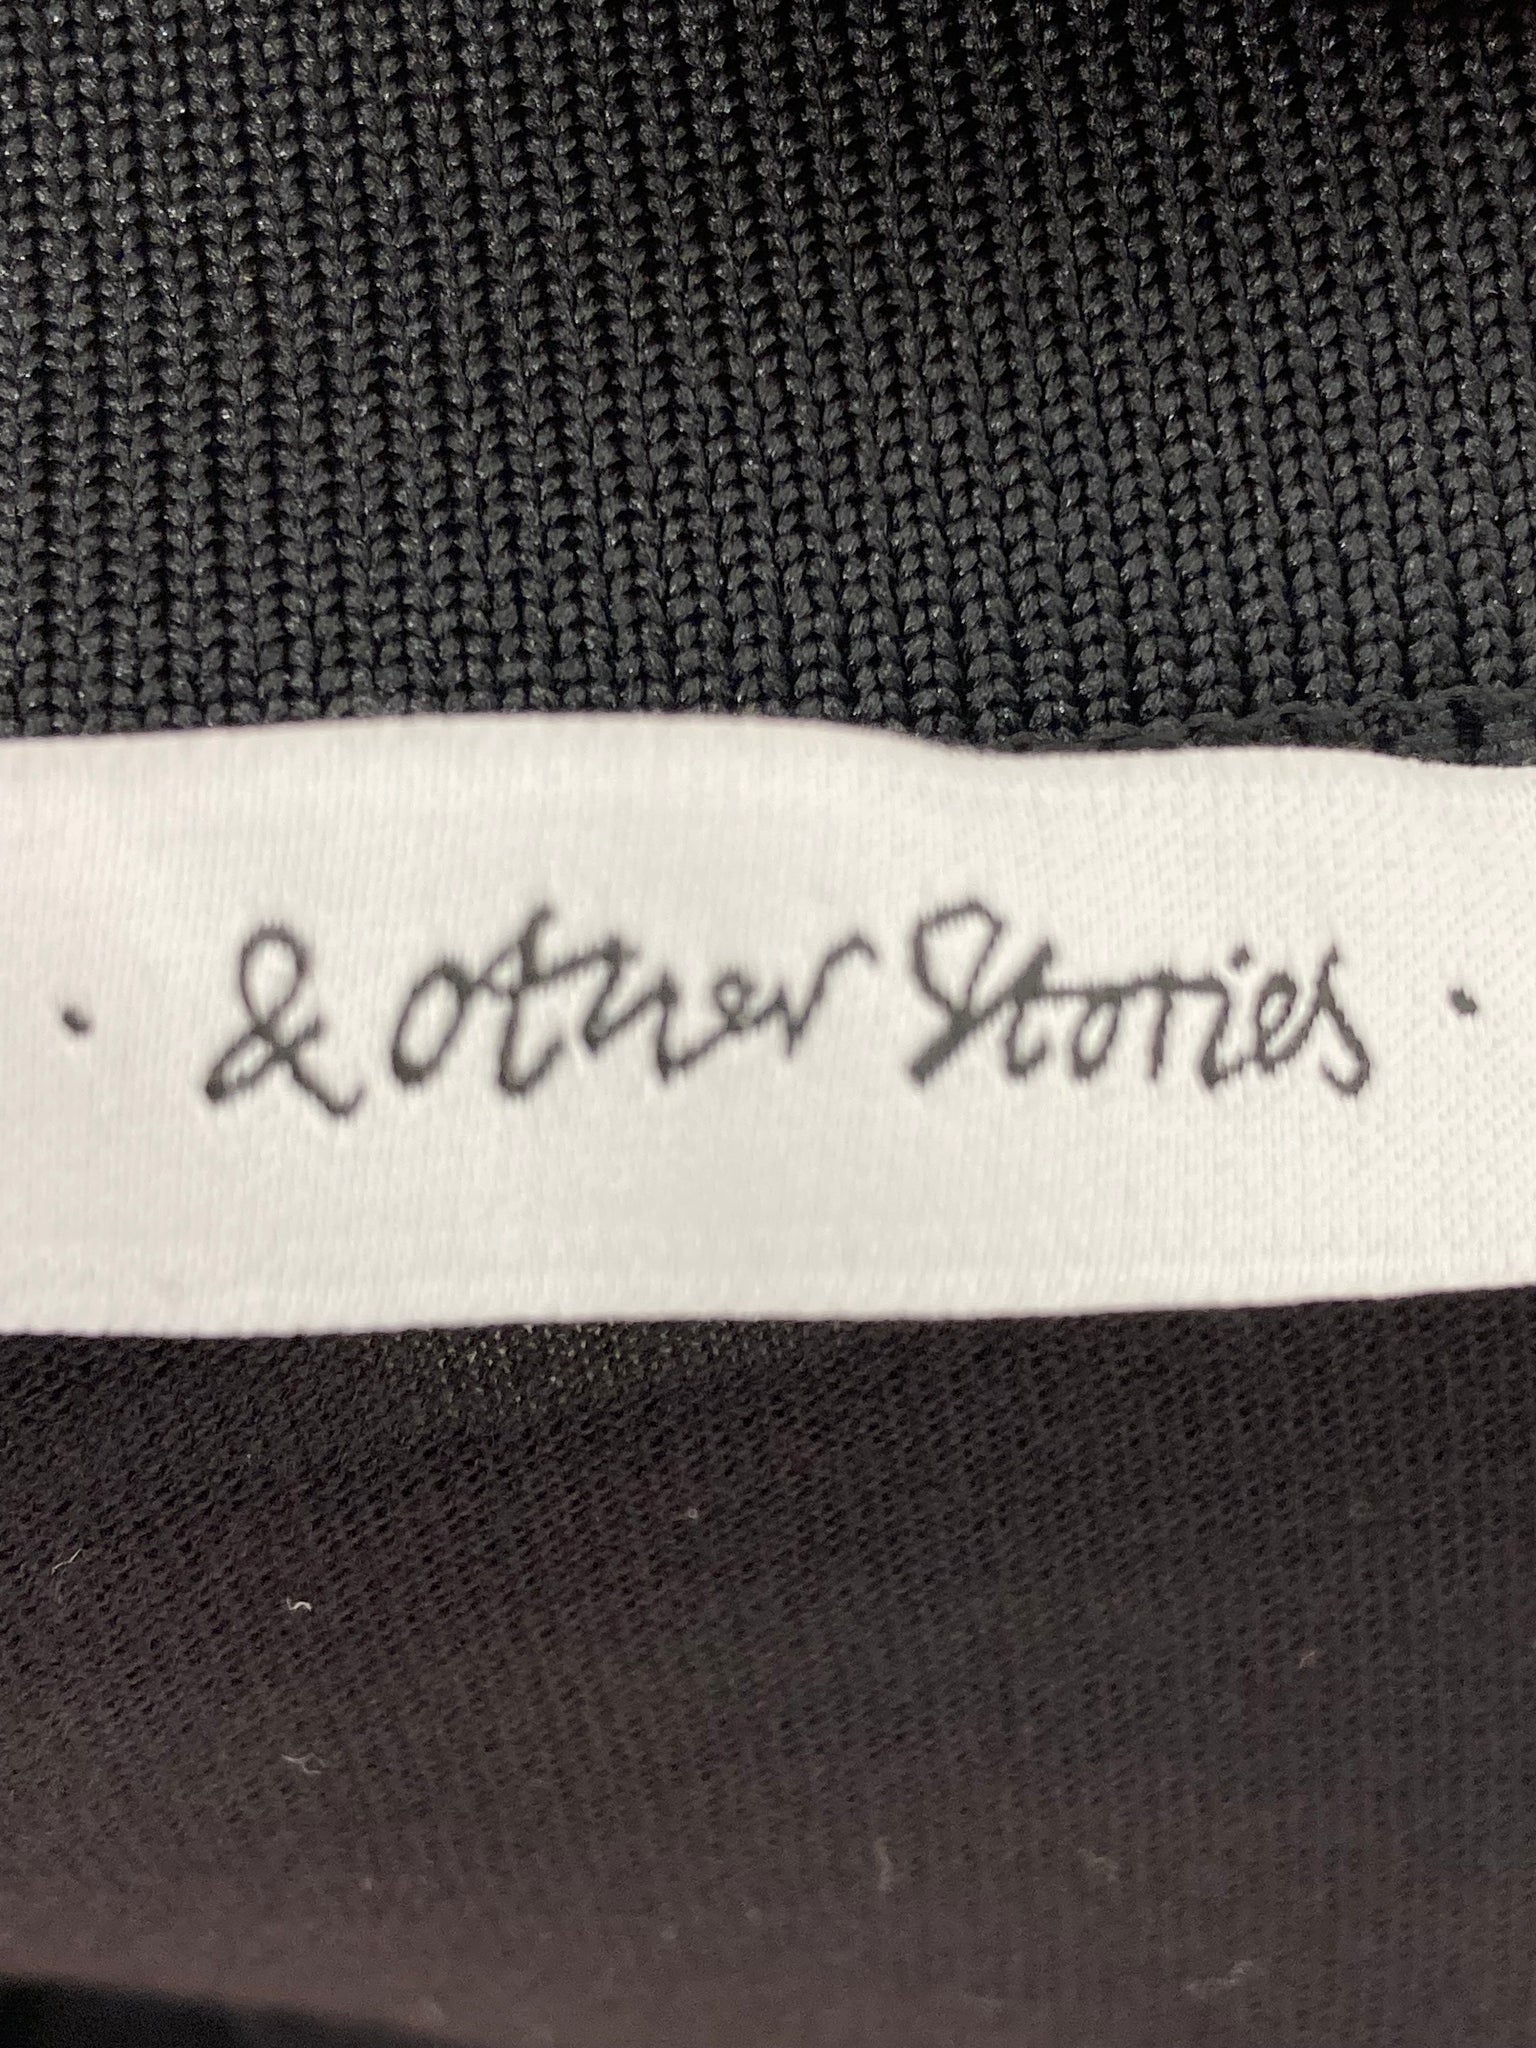 · & Other Stories ·